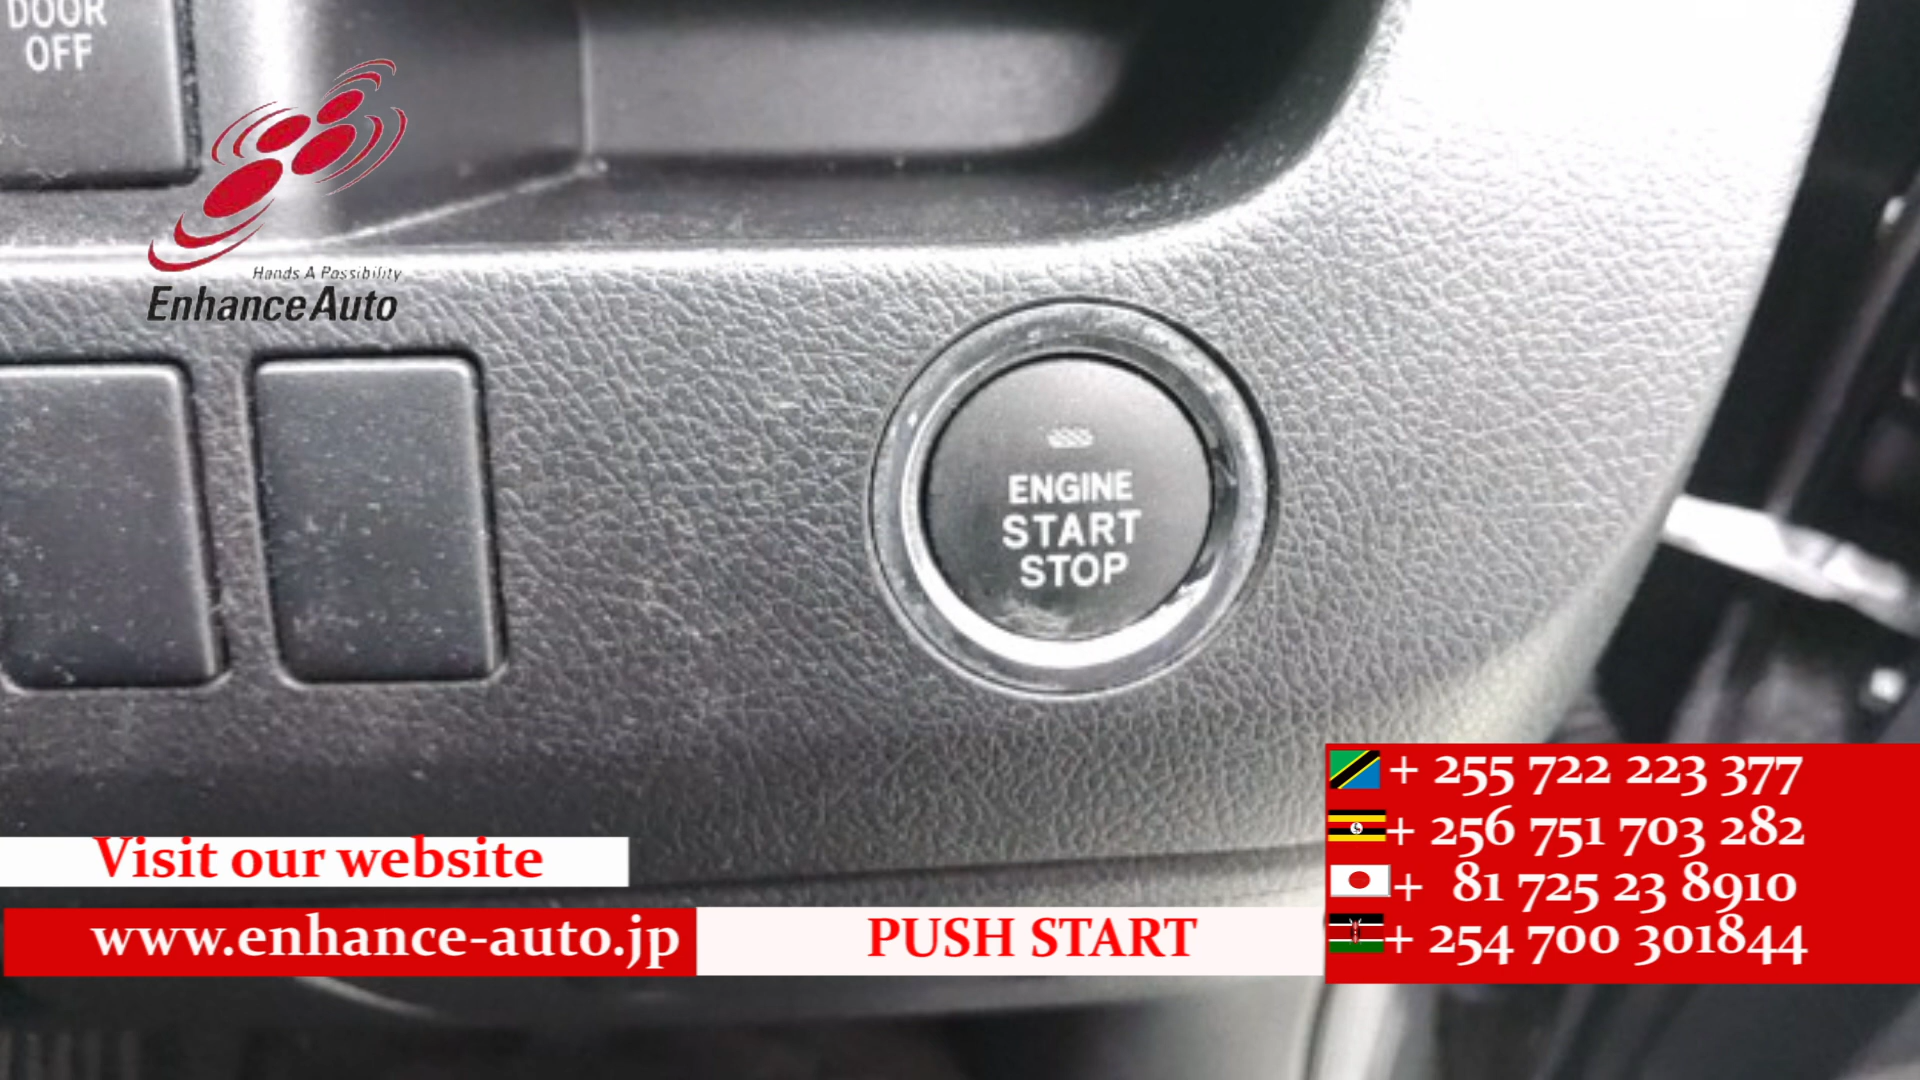 DOOR
OFF
Hands A Possibility
EnhanceAuto
ENGINE
START
STOP
Visit our website
www.enhance-auto.jp
PUSH START
+ 255 722 223 377
+ 256 751 703 282
+ 81 725 23 8910
+ 254 700 301844